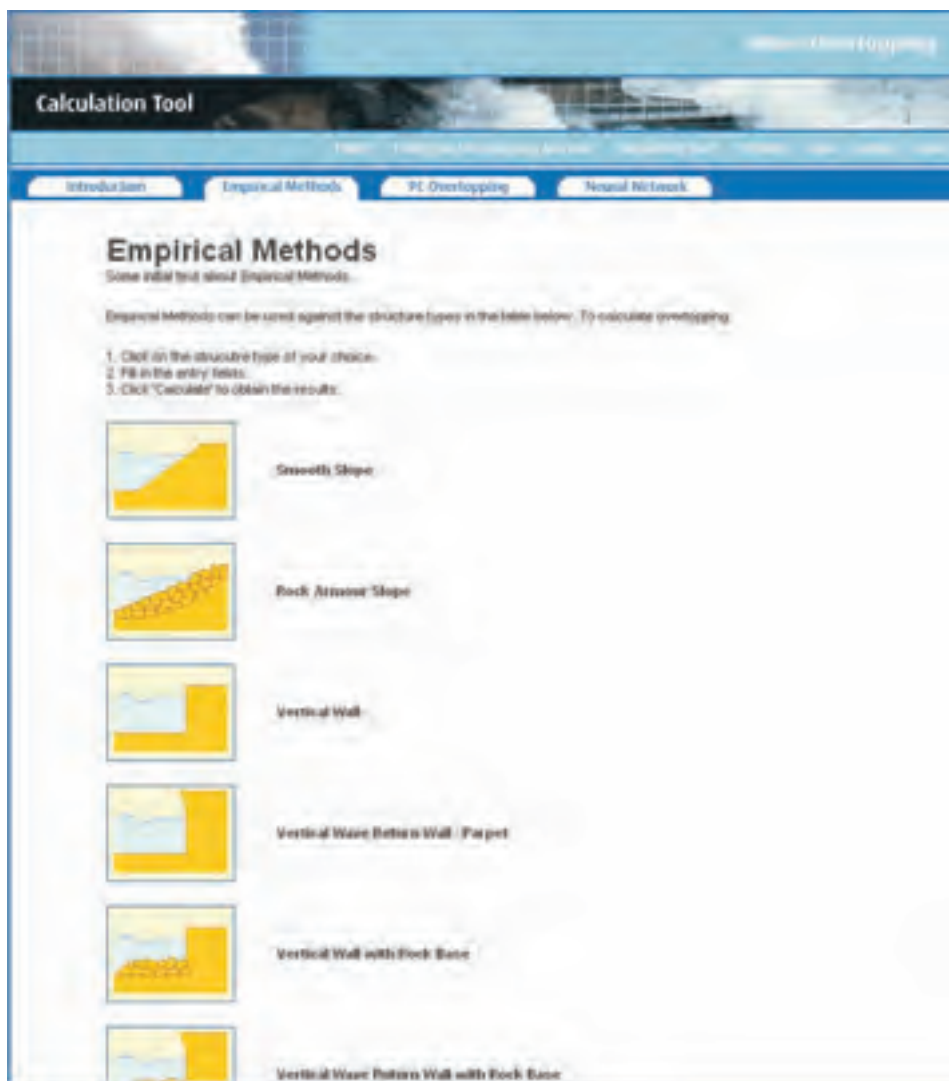 Overtopping
Calculation Tool
Introduction
Empirical Methods
PC Overtopping
Neural Network
Empirical Methods
Some initial text about Empirical Methods.
Empirical Methods can be used against the structure types in the table below. To calculate overtopping:
1. Click on the strucutre type of your choice.
2. Fill in the entry fields.
3. Click "Calculate" to obtain the results.
Smooth Slope
Rock Armour Slope
Vertical Wall
Vertical Wave Return Wall / Parpet
Vertical Wall with Rock Base
Vertical Wave Return Wall with Rock Base